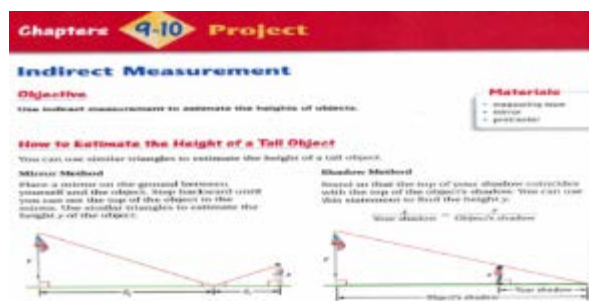 Chapters 9-10 Project
Indirect Measurement
Objective
Use indirect measurement to estimate the heights of objects.
Materials
• measuring tape
• mirror
• protractor
How to Estimate the Height of a Tall Object
You can use similar triangles to estimate the height of a tall object.
Mirror Method
Place a mirror on the ground between
yourself and the object. Step backward until
you can see the top of the object in the
mirror. Use similar triangles to estimate the
height y of the object.
Shadow Method
Stand so that the top of your shadow coincides
with the top of the object's shadow. You can use
this statement to find the height y.
Your shadow = Object's shadow
Your shadow
Object's shadow